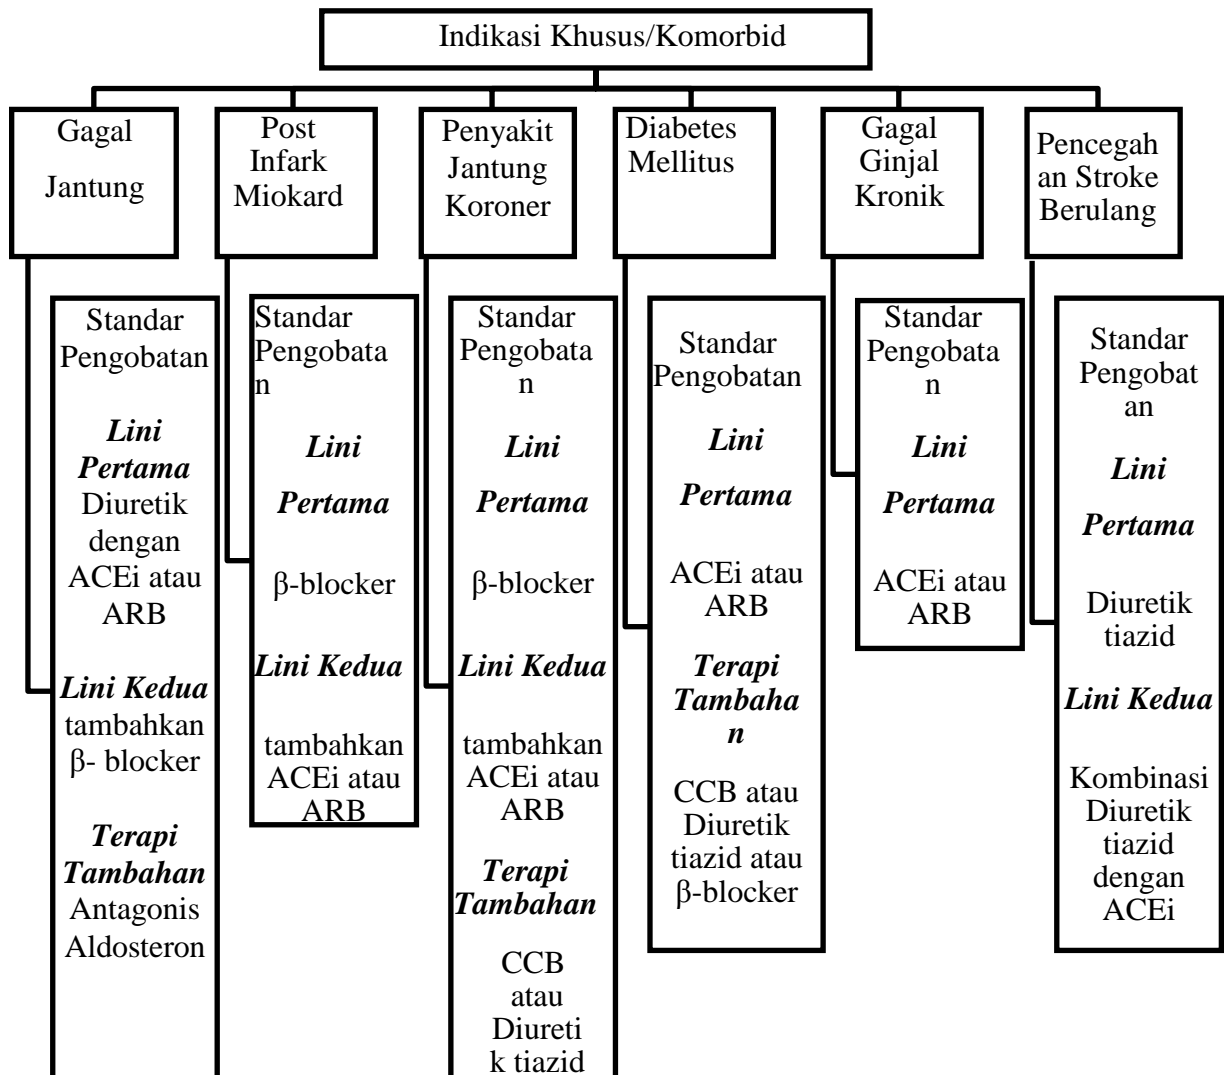 Indikasi Khusus/Komorbid
Gagal
Jantung
Post
Infark
Miokard
Penyakit
Jantung
Koroner
Diabetes
Mellitus
Gagal
Ginjal
Kronik
Pencegah
an Stroke
Berulang
Standar
Pengobatan
Lini
Pertama
Diuretik
dengan
ACEi atau
ARB
Lini Kedua
tambahkan
β- blocker
Terapi
Tambahan
Antagonis
Aldosteron
Standar
Pengobata
n
Lini
Pertama
β-blocker
Lini Kedua
tambahkan
ACEi atau
ARB
Standar
Pengobata
n
Lini
Pertama
β-blocker
Lini Kedua
tambahkan
ACEi atau
ARB
Terapi
Tambahan
CCB
atau
Diureti
k tiazid
Standar
Pengobatan
Lini
Pertama
ACEi atau
ARB
Terapi
Tambaha
n
CCB atau
Diuretik
tiazid atau
β-blocker
Standar
Pengobata
n
Lini
Pertama
ACEi atau
ARB
Standar
Pengobat
an
Lini
Pertama
Diuretik
tiazid
Lini Kedua
Kombinasi
Diuretik
tiazid
dengan
ACEi